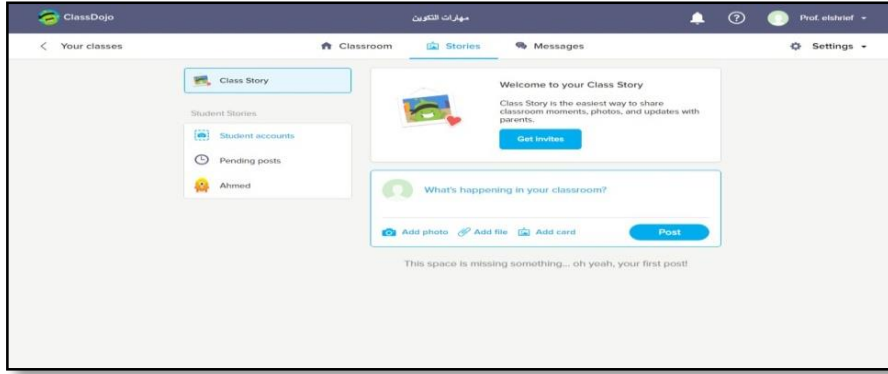 ClassDojo
مهارات التكوين
Prof. elshrief
Your classes
Classroom
Stories
Messages
Settings
Class Story
Student Stories
Student accounts
Pending posts
Ahmed
Welcome to your Class Story
Class Story is the easiest way to share
classroom moments, photos, and updates with
parents.
Get invites
What's happening in your classroom?
Add photo
Add file
Add card
Post
This space is missing something... oh yeah, your first post!